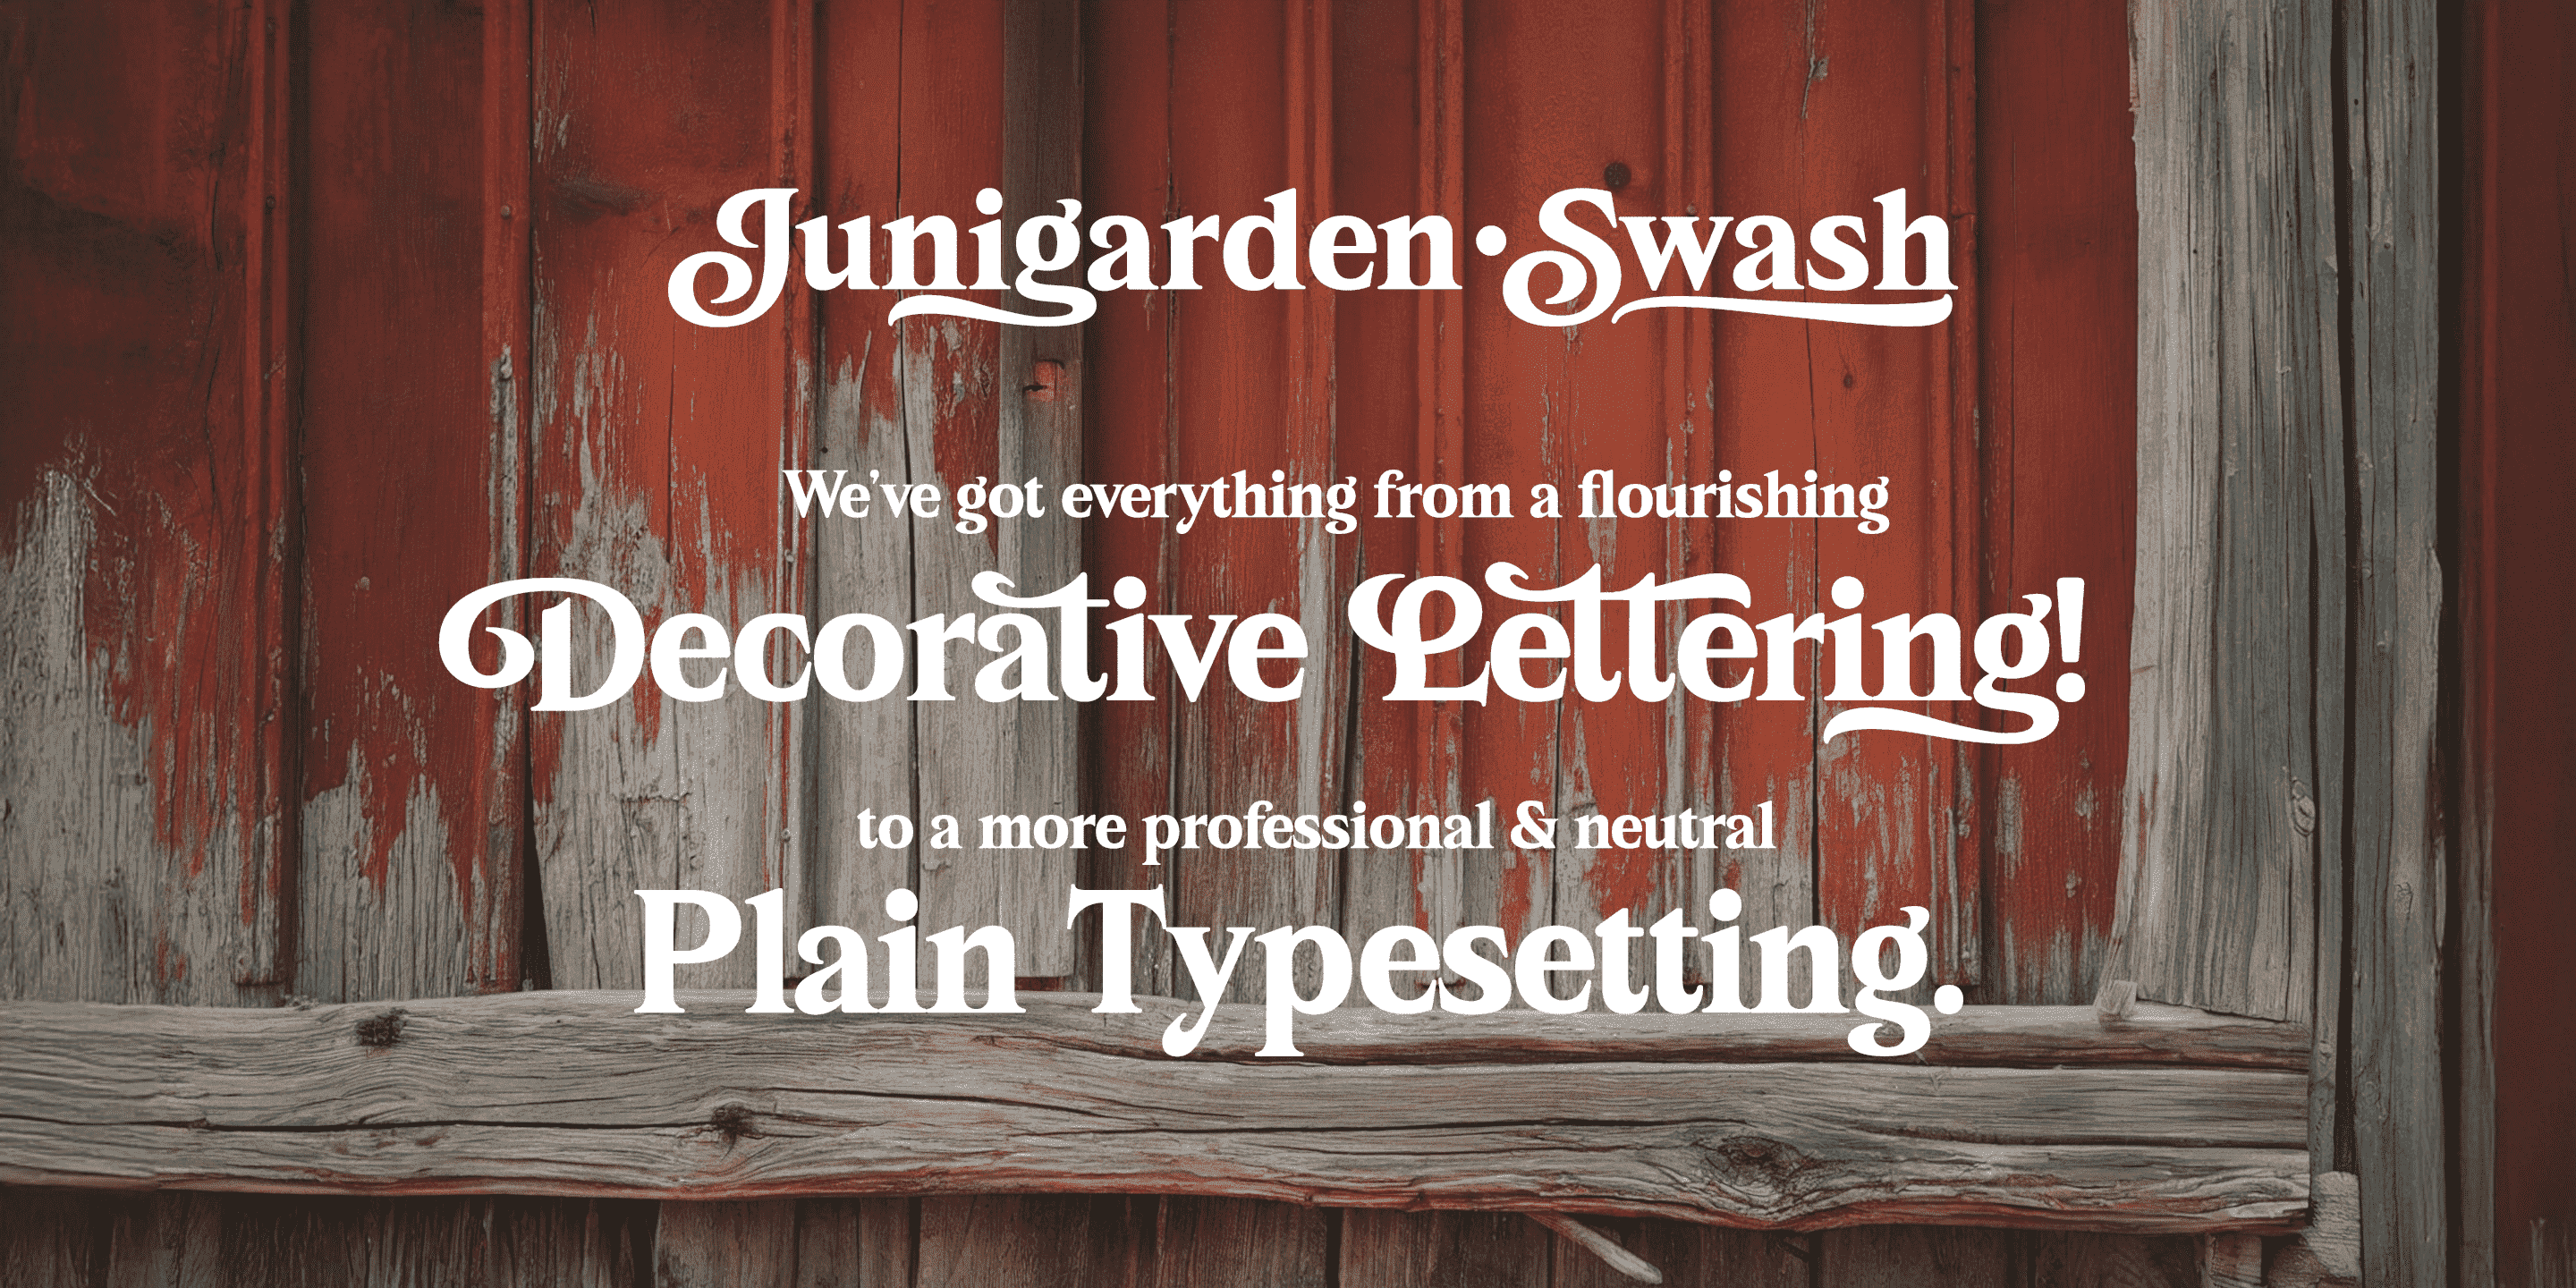 Junigarden•Swash
We've got everything from a flourishing
Decorative Lettering!
to a more professional & neutral
Plain Typesetting.